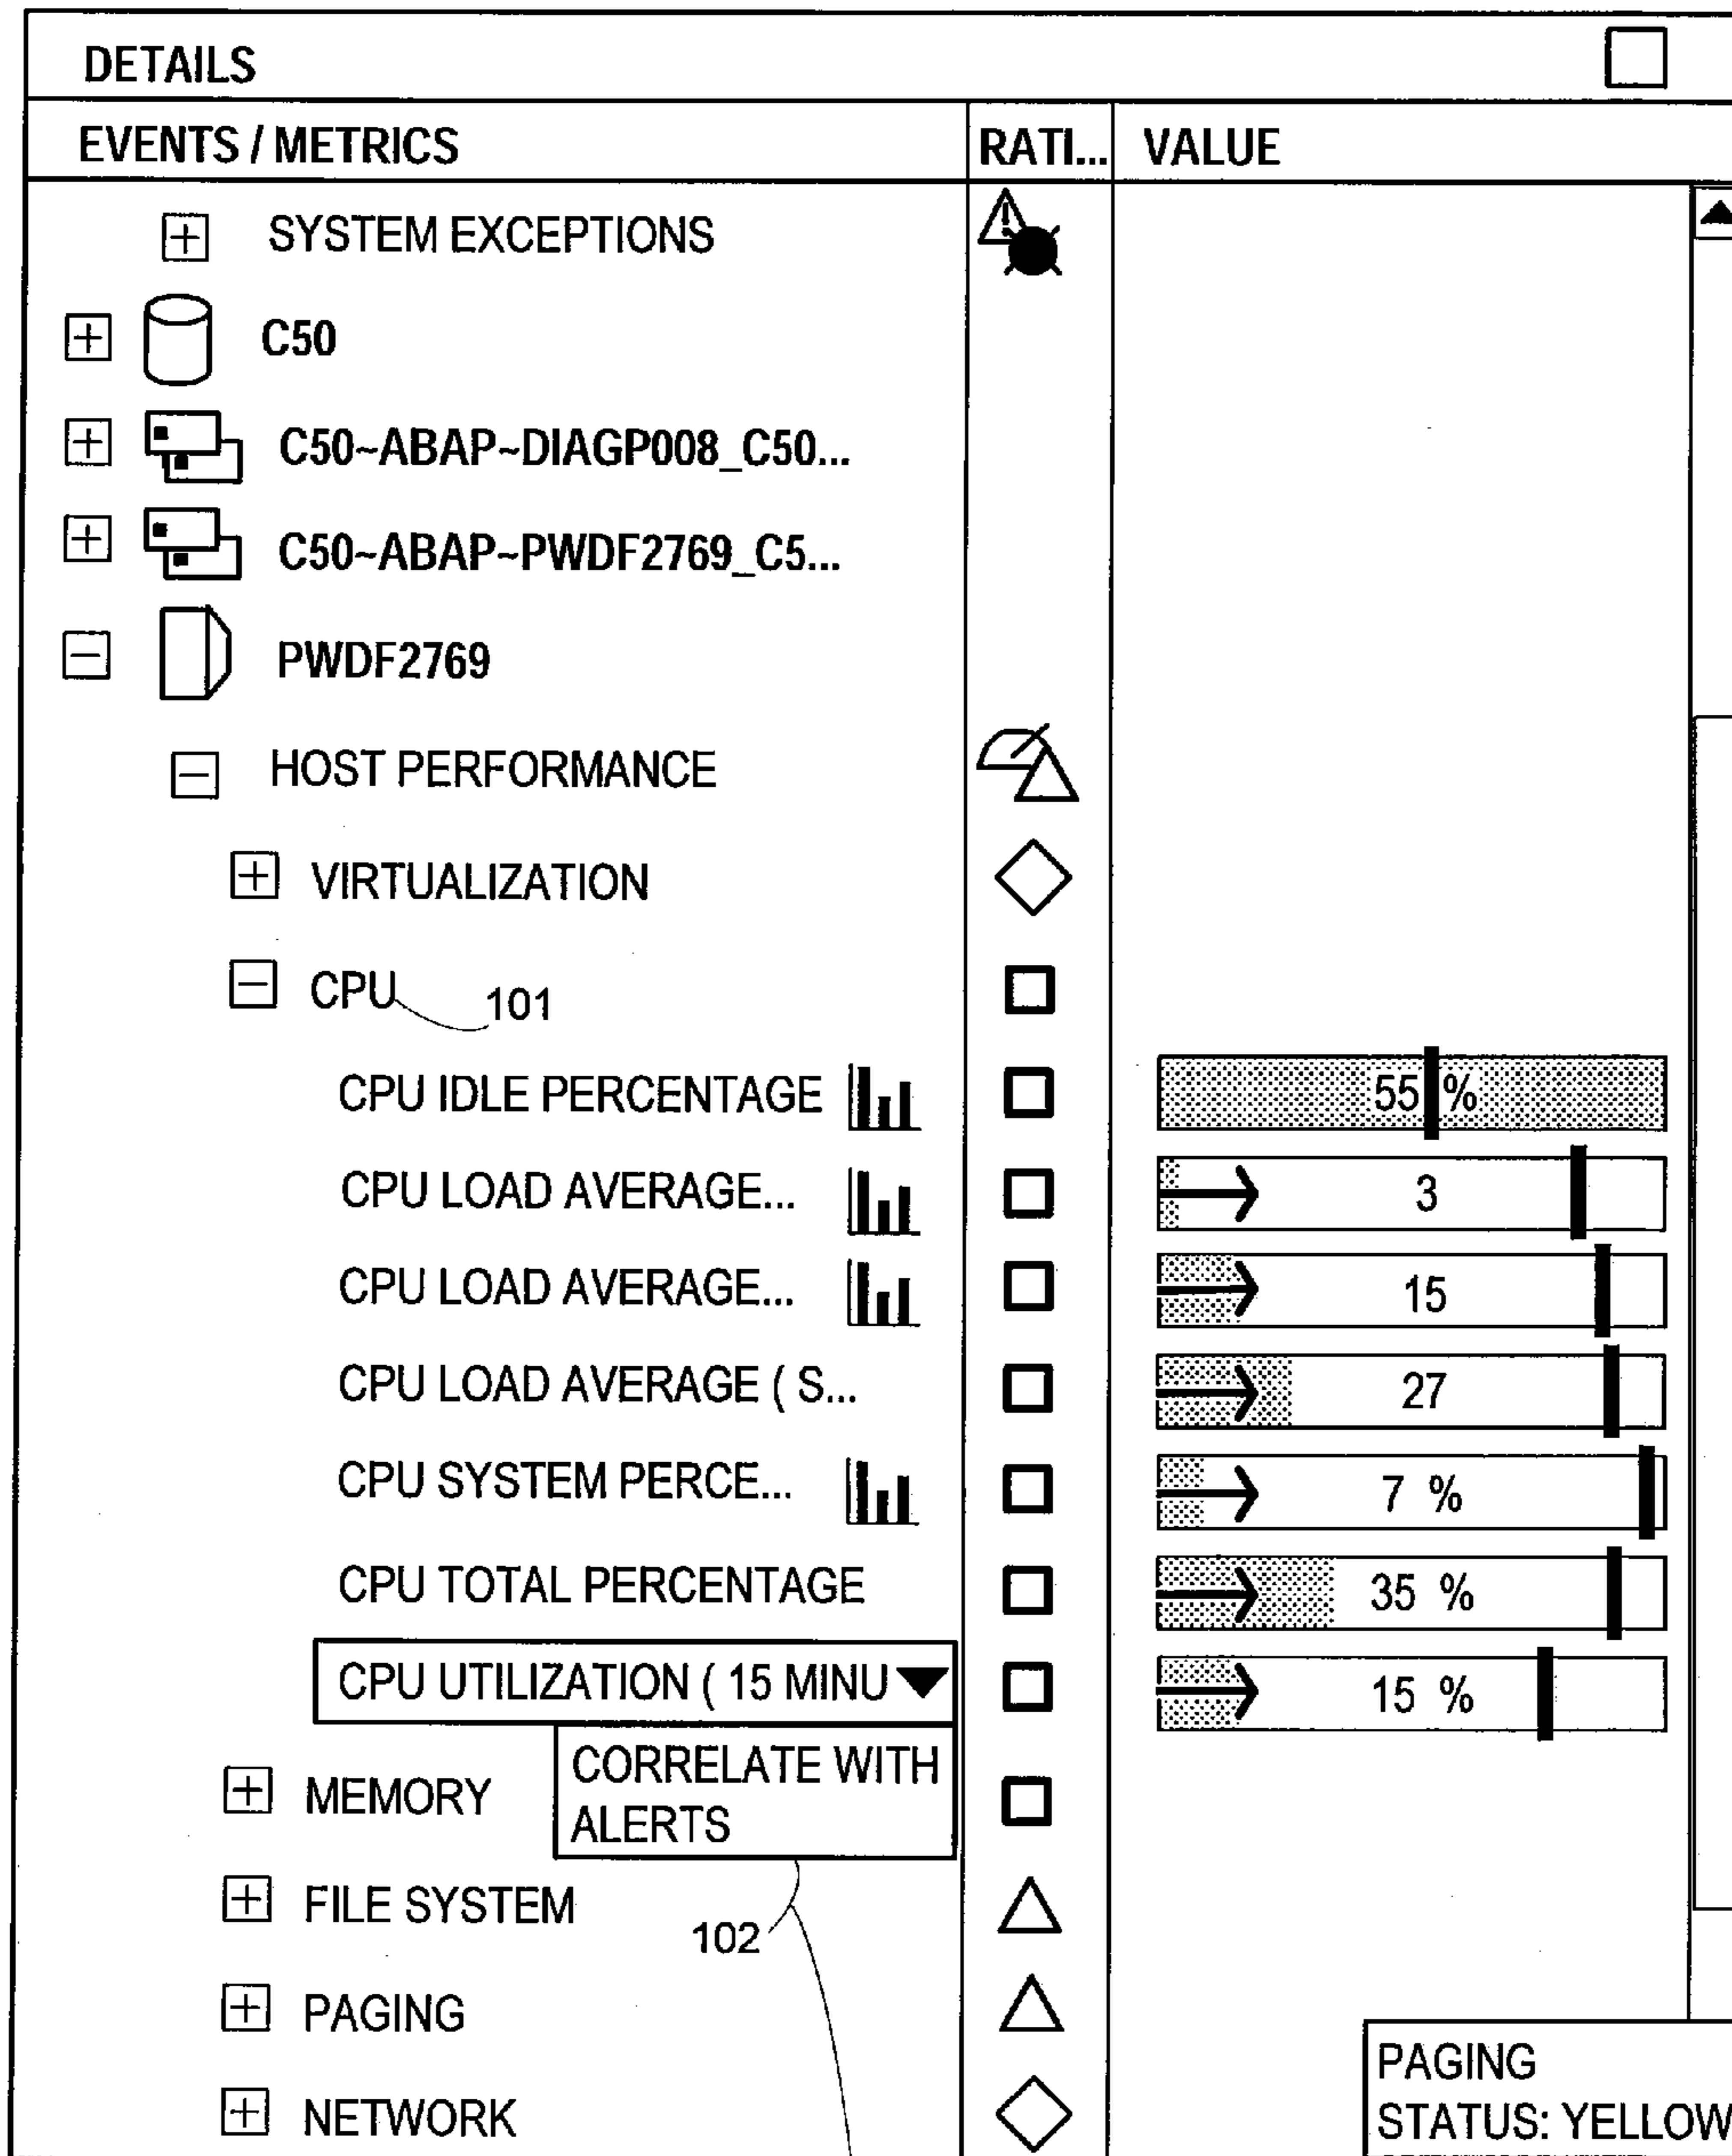 DETAILS
EVENTS / METRICS RATI... VALUE
SYSTEM EXCEPTIONS
C50
C50~ABAP~DIAGP008_C50...
C50~ABAP~PWDF2769_C5...
PWDF2769
HOST PERFORMANCE
VIRTUALIZATION
CPU 101
CPU IDLE PERCENTAGE 55 %
CPU LOAD AVERAGE... 3
CPU LOAD AVERAGE... 15
CPU LOAD AVERAGE ( S... 27
CPU SYSTEM PERCE... 7 %
CPU TOTAL PERCENTAGE 35 %
CPU UTILIZATION ( 15 MINU 15 %
CORRELATE WITH
MEMORY
ALERTS
FILE SYSTEM
102
PAGING
PAGING
NETWORK
STATUS: YELLOW